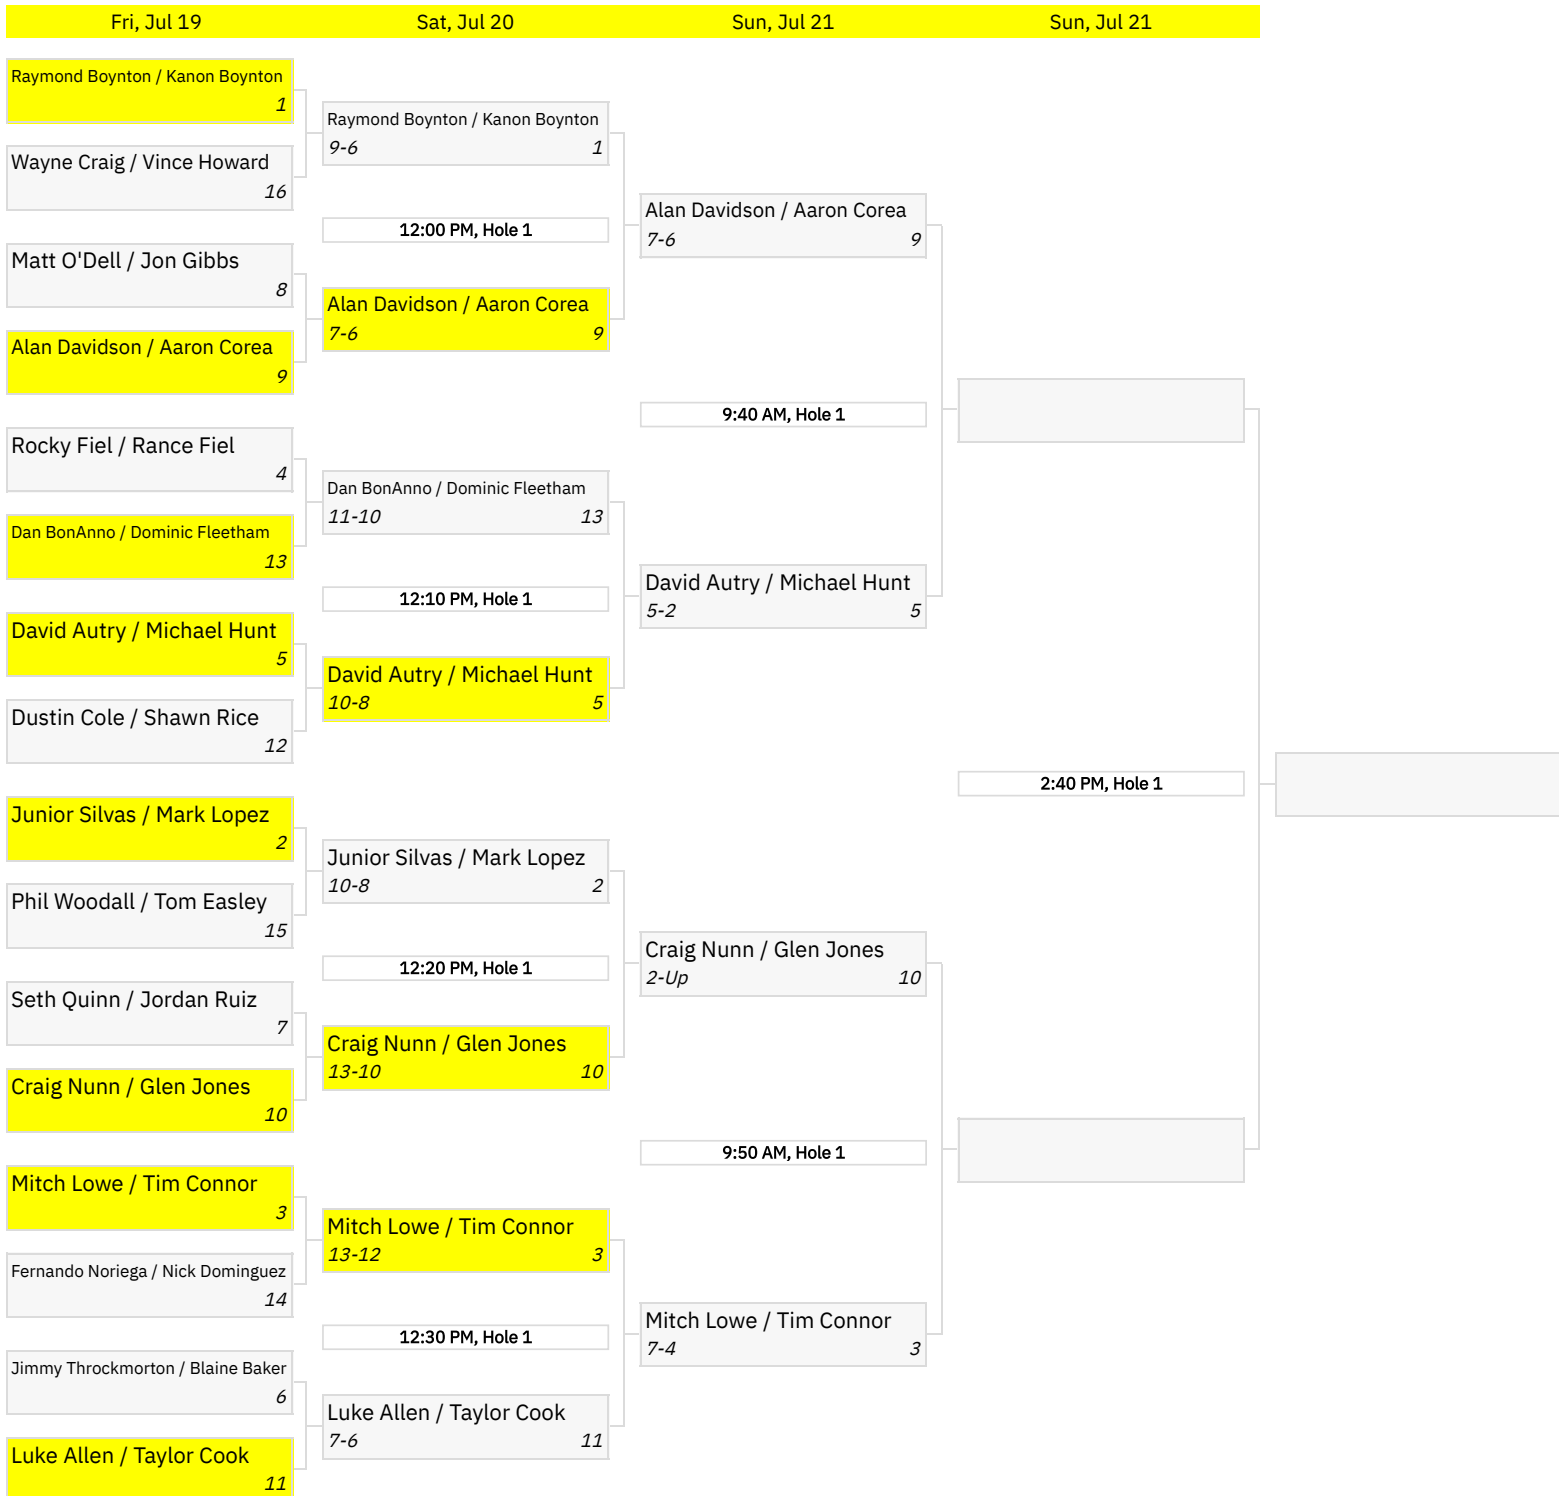 Fri, Jul 19
Sat, Jul 20
Sun, Jul 21
Sun, Jul 21
Raymond Boynton / Kanon Boynton
1
Wayne Craig / Vince Howard
16
Matt O'Dell / Jon Gibbs
8
Alan Davidson / Aaron Corea
9
Rocky Fiel / Rance Fiel
4
Dan BonAnno / Dominic Fleetham
13
David Autry / Michael Hunt
5
Dustin Cole / Shawn Rice
12
Junior Silvas / Mark Lopez
2
Phil Woodall / Tom Easley
15
Seth Quinn / Jordan Ruiz
7
Craig Nunn / Glen Jones
10
Mitch Lowe / Tim Connor
3
Fernando Noriega / Nick Dominguez
14
Jimmy Throckmorton / Blaine Baker
6
Luke Allen / Taylor Cook
11
Raymond Boynton / Kanon Boynton
9-6 1
12:00 PM, Hole 1
Alan Davidson / Aaron Corea
7-6 9
Dan BonAnno / Dominic Fleetham
11-10 13
12:10 PM, Hole 1
David Autry / Michael Hunt
10-8 5
Junior Silvas / Mark Lopez
10-8 2
12:20 PM, Hole 1
Craig Nunn / Glen Jones
13-10 10
Mitch Lowe / Tim Connor
13-12 3
12:30 PM, Hole 1
Luke Allen / Taylor Cook
7-6 11
Alan Davidson / Aaron Corea
7-6 9
9:40 AM, Hole 1
David Autry / Michael Hunt
5-2 5
Craig Nunn / Glen Jones
2-Up 10
9:50 AM, Hole 1
Mitch Lowe / Tim Connor
7-4 3
2:40 PM, Hole 1